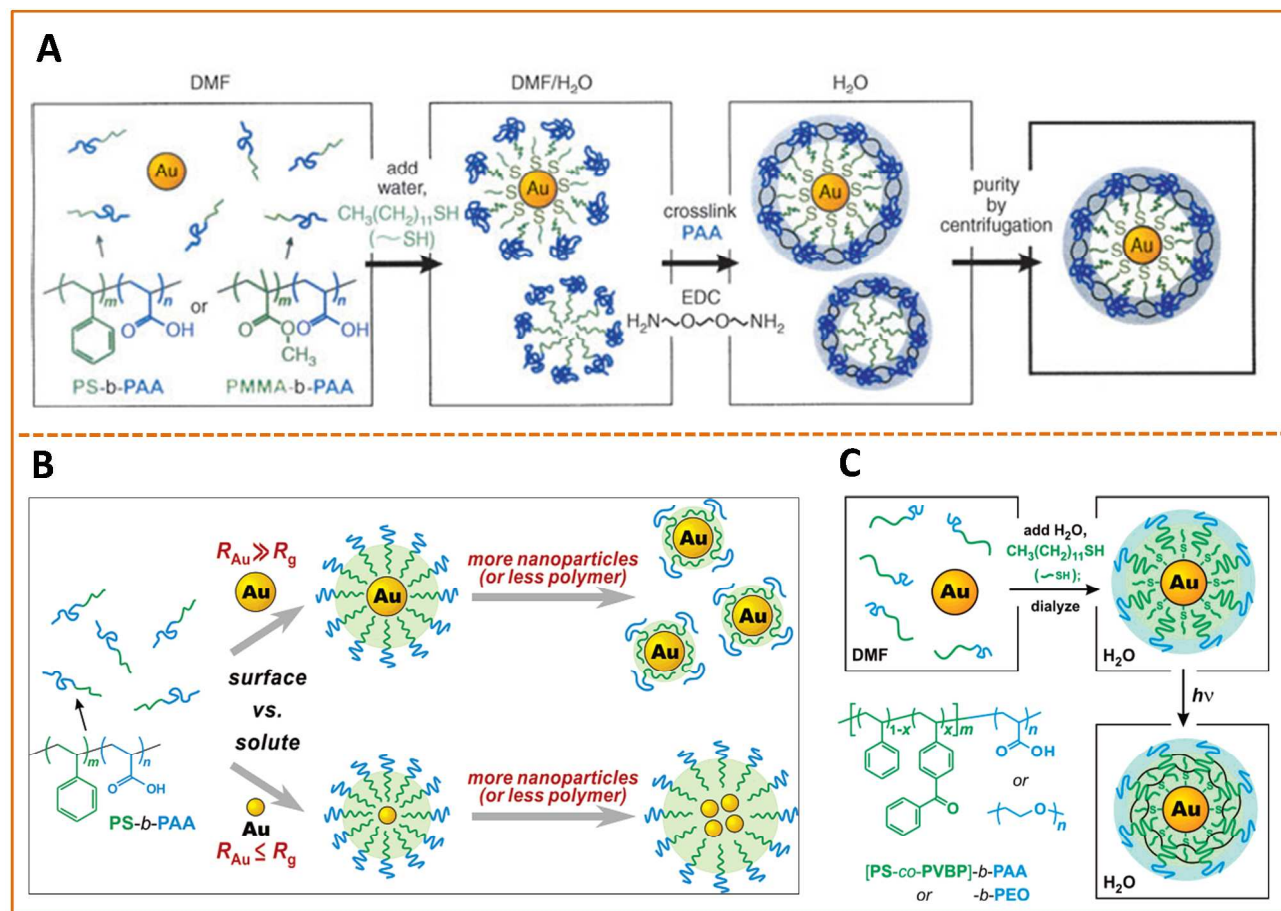 A
DMF
Au
m
n
O
OH
or
m
n
O
O
CH3
O
OH
PS-b-PAA
PMMA-b-PAA
add
water,
CH3(CH2)11SH
(~SH)
DMF/H2O
S S S S S S S S S S
Au
crosslink
PAA
EDC
H2N~O~O~NH2
H2O
S S S S S S S S S S
Au
purity
by
centrifugation
S S S S S S S S S S
Au
B
PS-b-PAA
m
n
O
OH
RAu ≫ Rg
Au
surface
vs.
solute
Au
RAu ≤ Rg
Au
more nanoparticles
(or less polymer)
Au
Au
Au
more nanoparticles
(or less polymer)
C
Au
DMF
add H2O,
CH3(CH2)11SH
(~SH);
dialyze
S S S S S S S S
Au
H2O
hν
1-x
x
m
n
O
OH
O
or
O
n
[PS-co-PVBP]-b-PAA
or -b-PEO
S S S S S S S S
Au
H2O